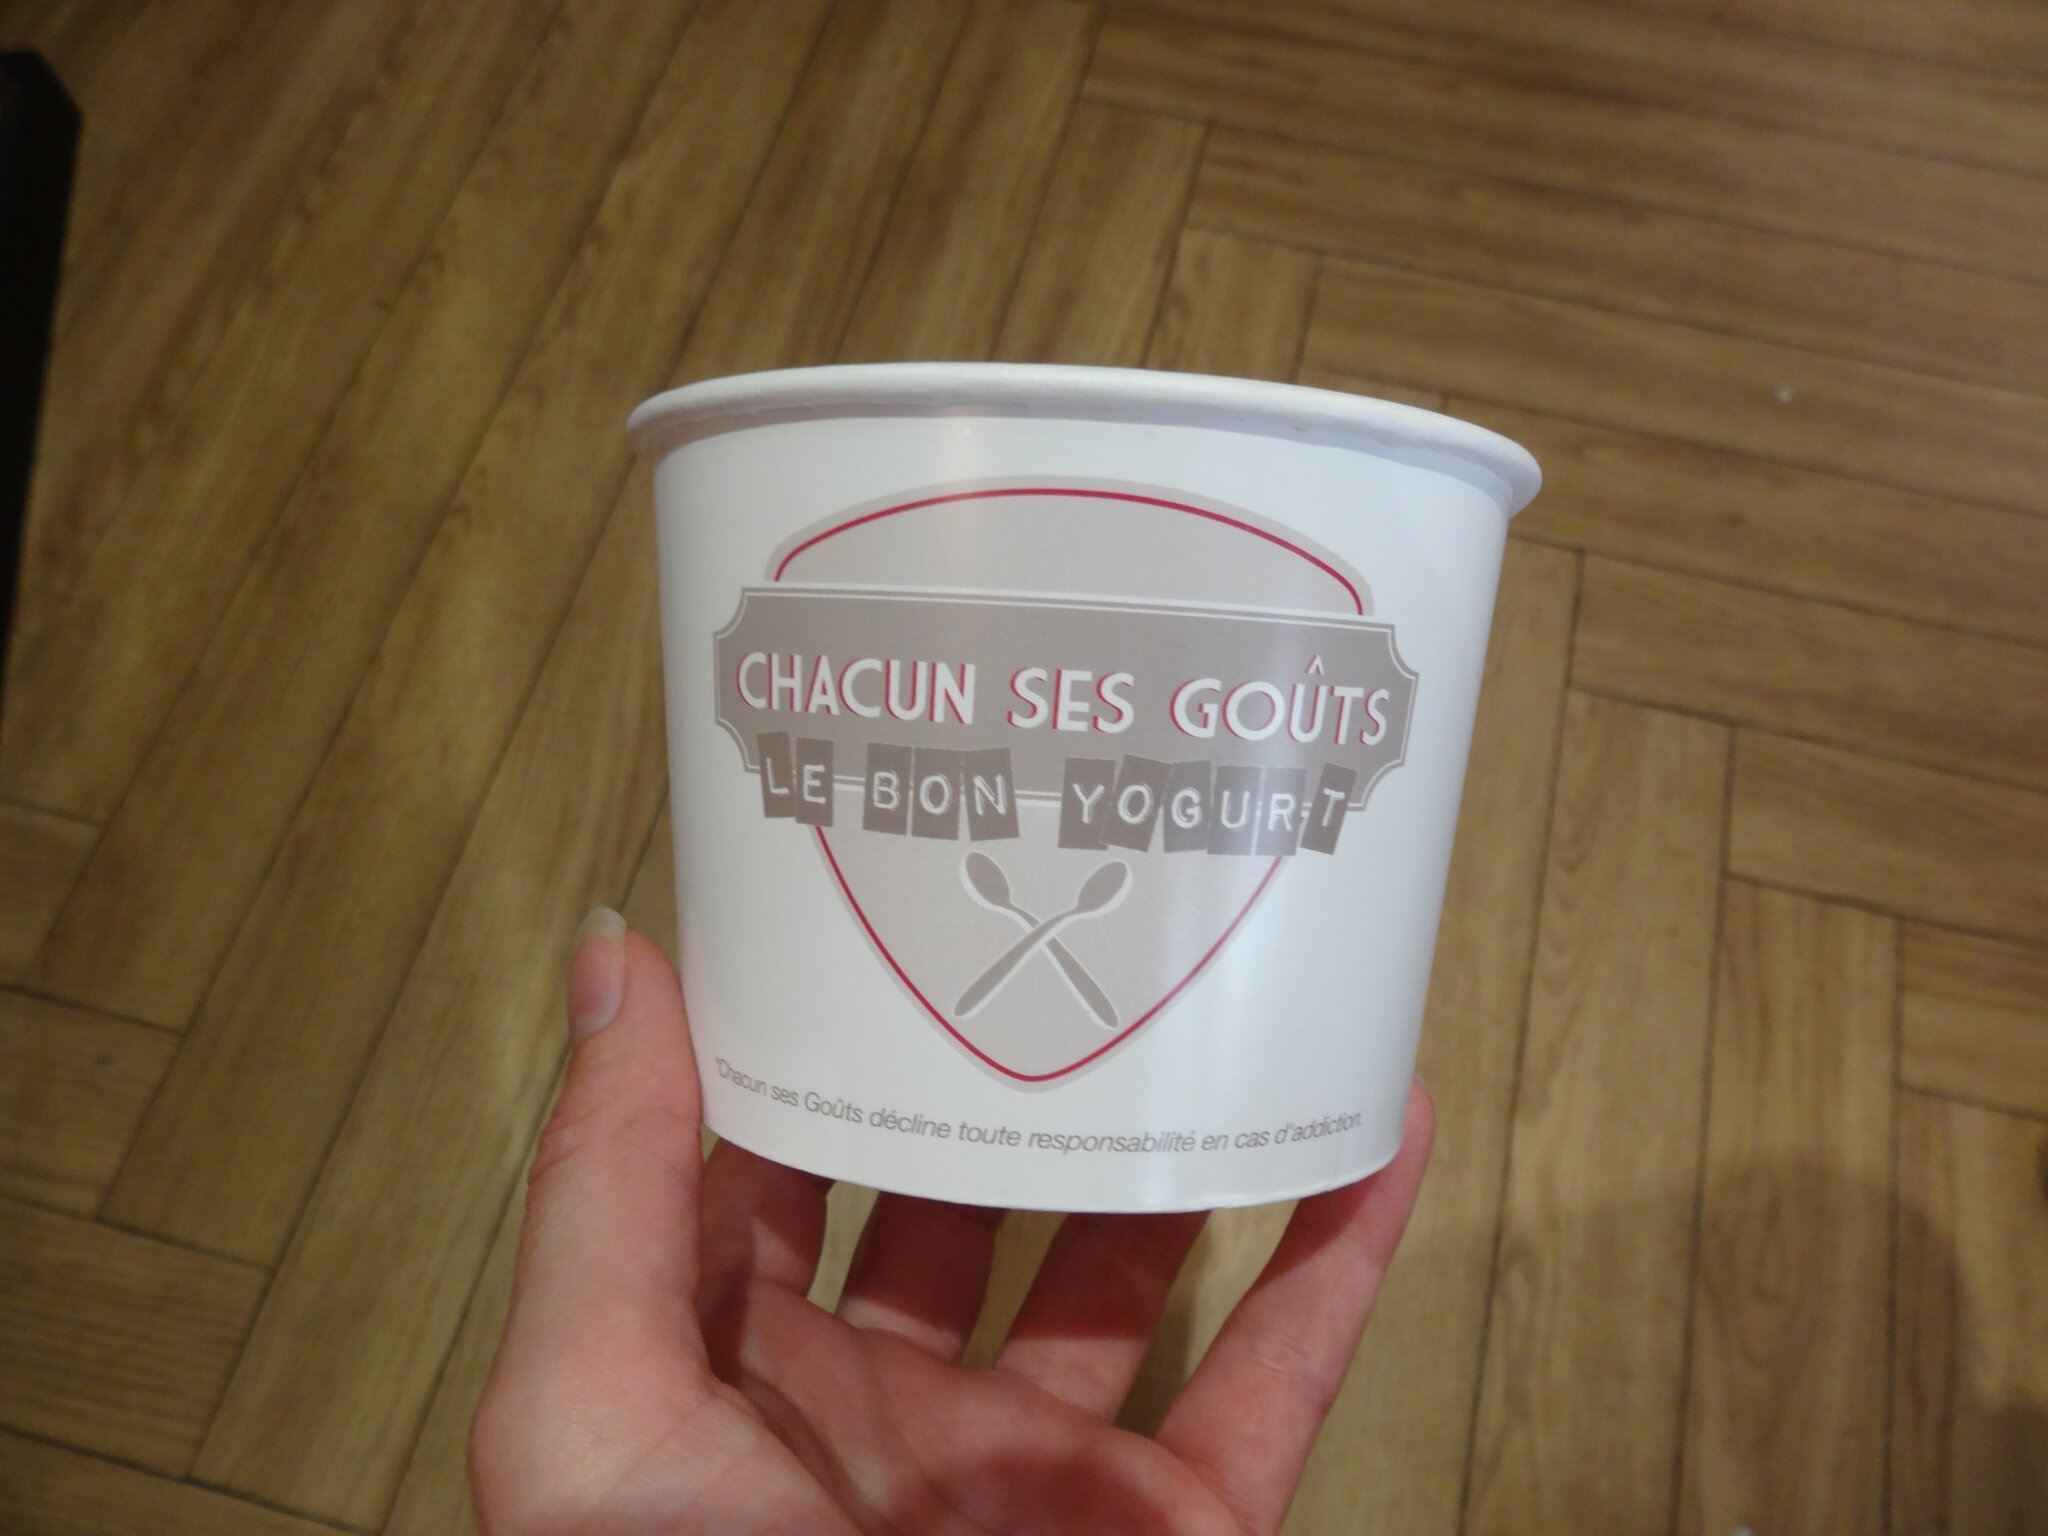 CHACUN SES GOÛTS
LE BON YOGURT
*Chacun ses Goûts décline toute responsabilité en cas d'addiction.